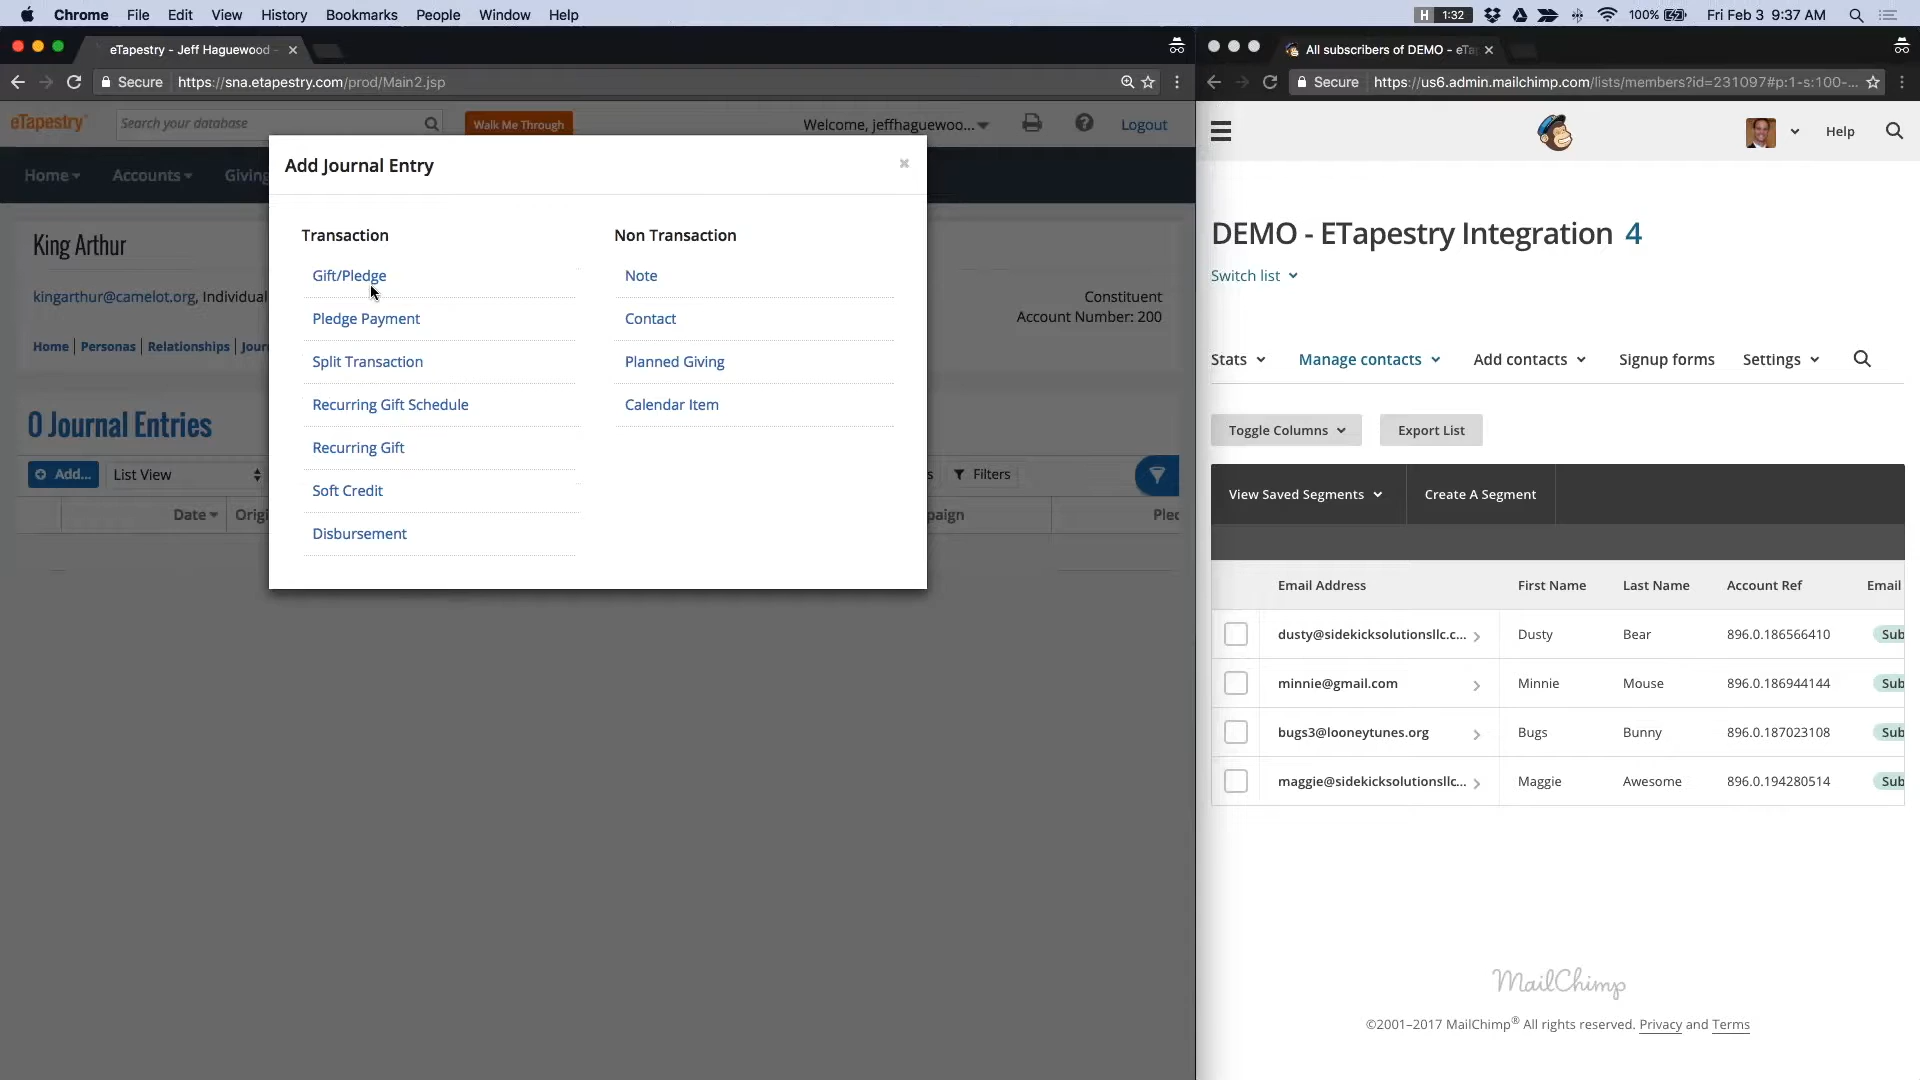 Chrome File Edit View History Bookmarks People Window Help H 1:32 100% Fri Feb 3 9:37 AM
eTapestry - Jeff Haguewood -
Secure https://sna.etapestry.com/prod/Main2.jsp
eTapestry Search your database Walk Me Through Welcome, jeffhaguewoo... Logout
Home Accounts Giving
King Arthur
kingarthur@camelot.org, Individual
Constituent
Account Number: 200
Home | Personas | Relationships | Jour
0 Journal Entries
Add... List View s Filters
Date Origi paign Plec
Add Journal Entry ×
Transaction
Gift/Pledge
Pledge Payment
Split Transaction
Recurring Gift Schedule
Recurring Gift
Soft Credit
Disbursement
Non Transaction
Note
Contact
Planned Giving
Calendar Item
All subscribers of DEMO - eTa
Secure https://us6.admin.mailchimp.com/lists/members?id=231097#p:1-s:100-...
Help
DEMO - ETapestry Integration 4
Switch list
Stats Manage contacts Add contacts Signup forms Settings
Toggle Columns Export List
View Saved Segments Create A Segment
Email Address First Name Last Name Account Ref Email
dusty@sidekicksolutionsllc.c... Dusty Bear 896.0.186566410 Sub
minnie@gmail.com Minnie Mouse 896.0.186944144 Sub
bugs3@looneytunes.org Bugs Bunny 896.0.187023108 Sub
maggie@sidekicksolutionsllc... Maggie Awesome 896.0.194280514 Sub
MailChimp
©2001–2017 MailChimp® All rights reserved. Privacy and Terms